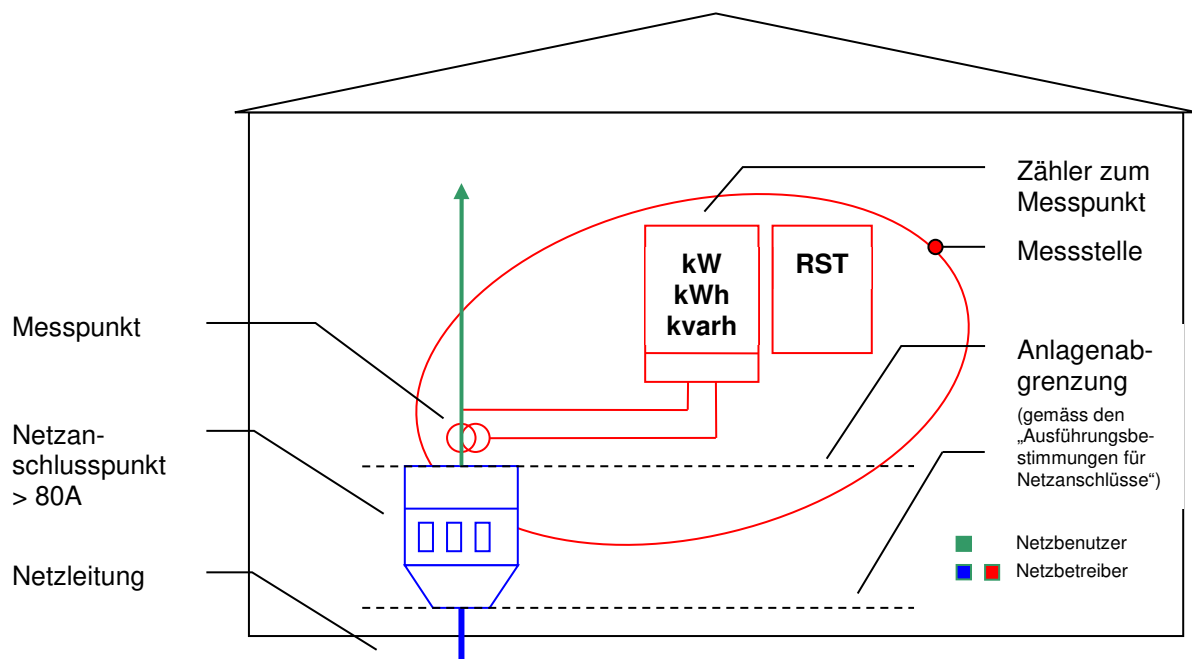 Messpunkt
Netzan-
schlusspunkt
> 80A
Netzleitung
kW
kWh
kvarh
RST
Zähler zum
Messpunkt
Messstelle
Anlagenab-
grenzung
(gemäss den
„Ausführungsbe-
stimmungen für
Netzanschlüsse“)
Netzbenutzer
Netzbetreiber